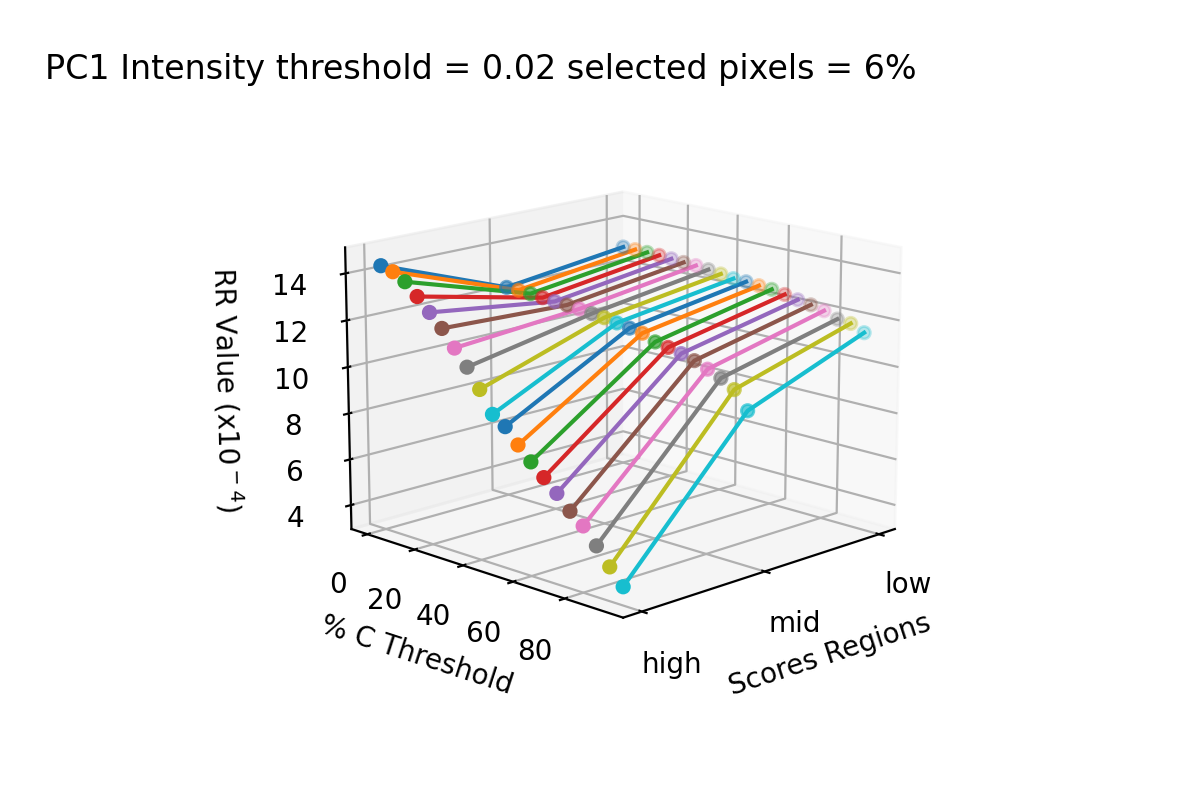 PC1 Intensity threshold = 0.02 selected pixels = 6%
RR Value (x10⁻⁴)
14
12
10
8
6
4
0
20
40
60
80
% C Threshold
high
mid
low
Scores Regions